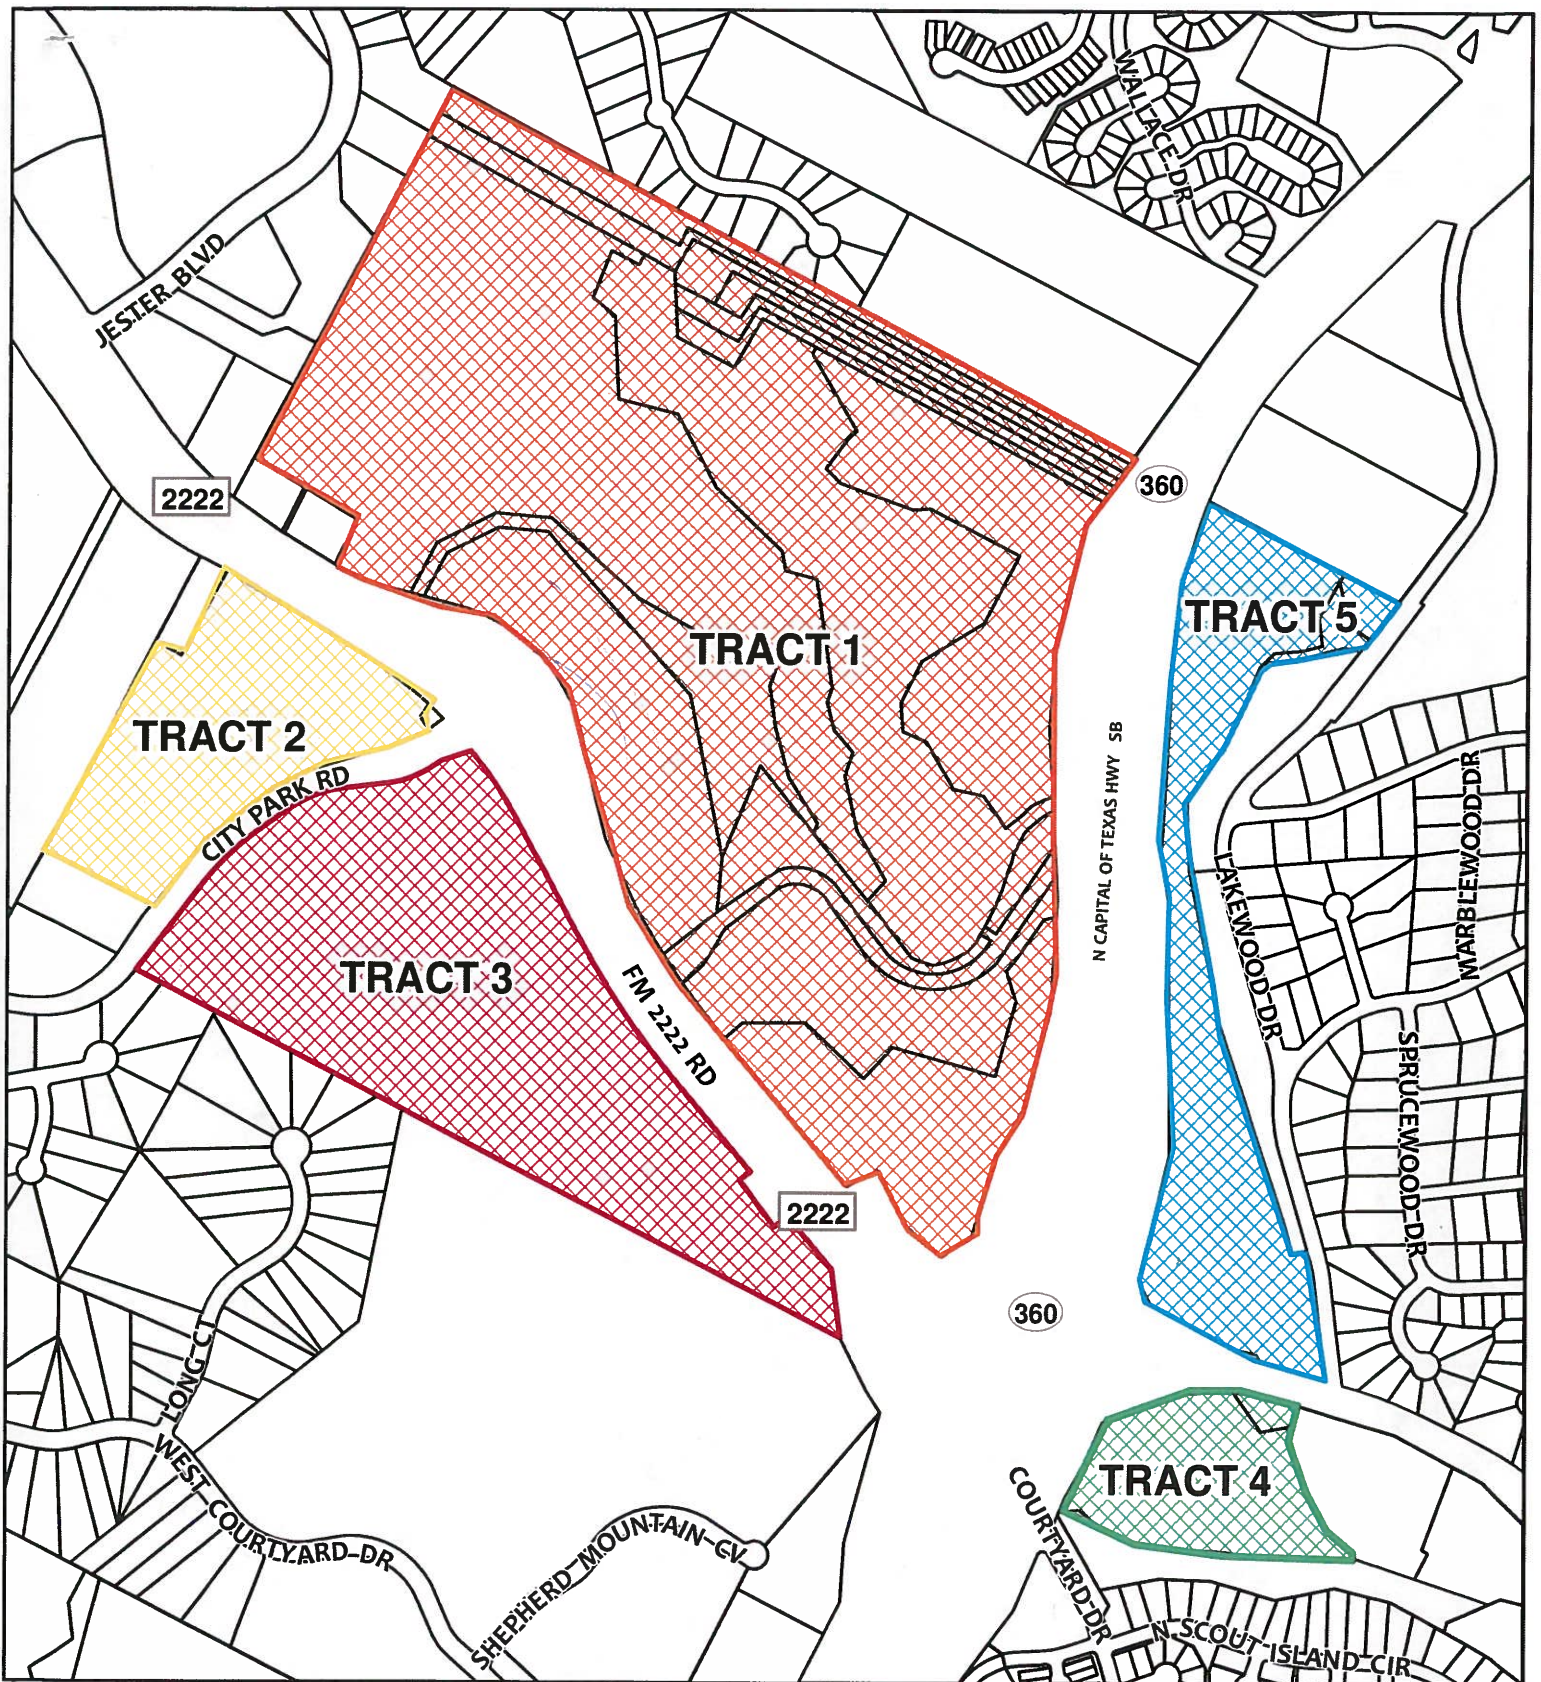 WALLACE DR
JESTER BLVD
2222
360
TRACT 5
TRACT 1
TRACT 2
CITY PARK RD
N CAPITAL OF TEXAS HWY SB
MARBLEWOOD DR
LAKEWOOD DR
TRACT 3
FM 2222 RD
SPRUCEWOOD DR
2222
360
LONG CT
TRACT 4
WEST COURTYARD DR
SHEPHERD MOUNTAIN CV
COURTYARD DR
N SCOUT ISLAND CIR